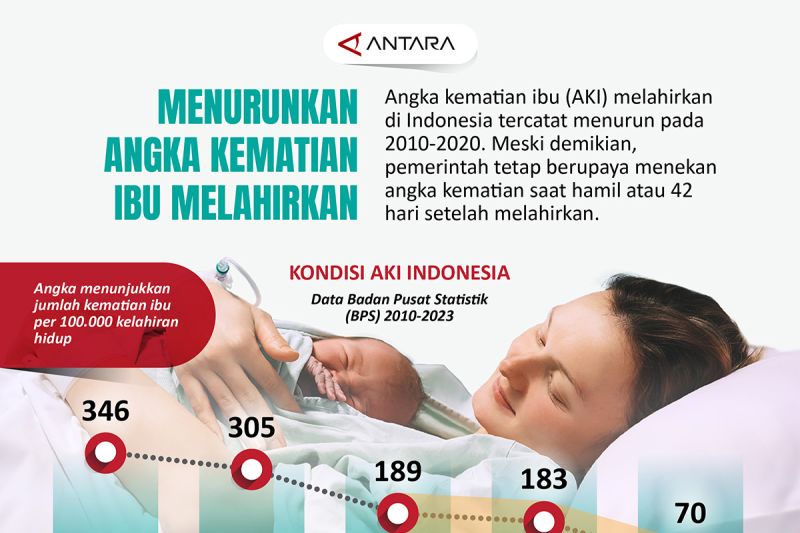 ANTARA
MENURUNKAN
ANGKA KEMATIAN
IBU MELAHIRKAN
Angka kematian ibu (AKI) melahirkan
di Indonesia tercatat menurun pada
2010-2020. Meski demikian,
pemerintah tetap berupaya menekan
angka kematian saat hamil atau 42
hari setelah melahirkan.
KONDISI AKI INDONESIA
Data Badan Pusat Statistik
(BPS) 2010-2023
Angka menunjukkan
jumlah kematian ibu
per 100.000 kelahiran
hidup
346
305
189
183
70